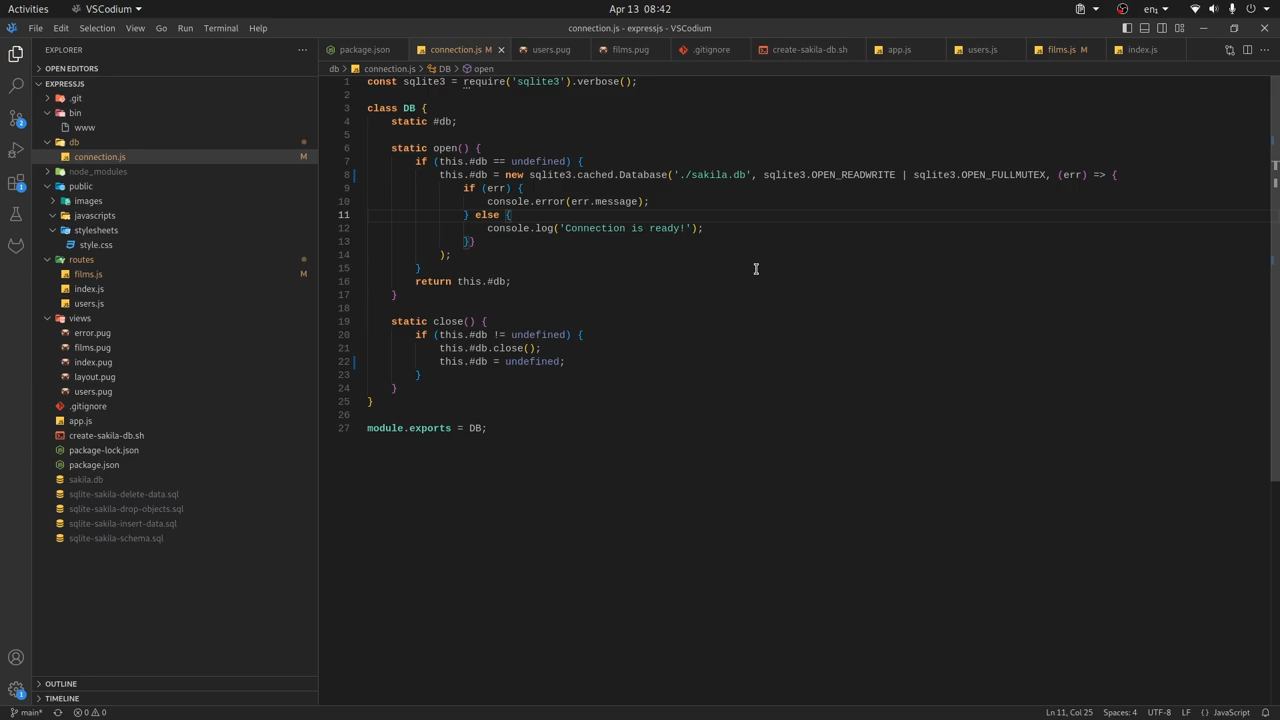 Activities VSCodium Apr 13 08:42 en1
File Edit Selection View Go Run Terminal Help connection.js - expressjs - VSCodium
EXPLORER
OPEN EDITORS
EXPRESSJS
.git
bin
www
db
connection.js M
node_modules
public
images
javascripts
stylesheets
style.css
routes
films.js M
index.js
users.js
views
error.pug
films.pug
index.pug
layout.pug
users.pug
.gitignore
app.js
create-sakila-db.sh
package-lock.json
package.json
sakila.db
sqlite-sakila-delete-data.sql
sqlite-sakila-drop-objects.sql
sqlite-sakila-insert-data.sql
sqlite-sakila-schema.sql
OUTLINE
TIMELINE
2
1
1
package.json connection.js M users.pug films.pug .gitignore create-sakila-db.sh app.js users.js films.js M index.js
db > connection.js > DB > open
1 const sqlite3 = require('sqlite3').verbose();
2
3 class DB {
4 static #db;
5
6 static open() {
7 if (this.#db == undefined) {
8 this.#db = new sqlite3.cached.Database('./sakila.db', sqlite3.OPEN_READWRITE | sqlite3.OPEN_FULLMUTEX, (err) => {
9 if (err) {
10 console.error(err.message);
11 } else {
12 console.log('Connection is ready!');
13 }}
14 );
15 }
16 return this.#db;
17 }
18
19 static close() {
20 if (this.#db != undefined) {
21 this.#db.close();
22 this.#db = undefined;
23 }
24 }
25 }
26
27 module.exports = DB;
main* 0 0 Ln 11, Col 25 Spaces: 4 UTF-8 LF {} JavaScript